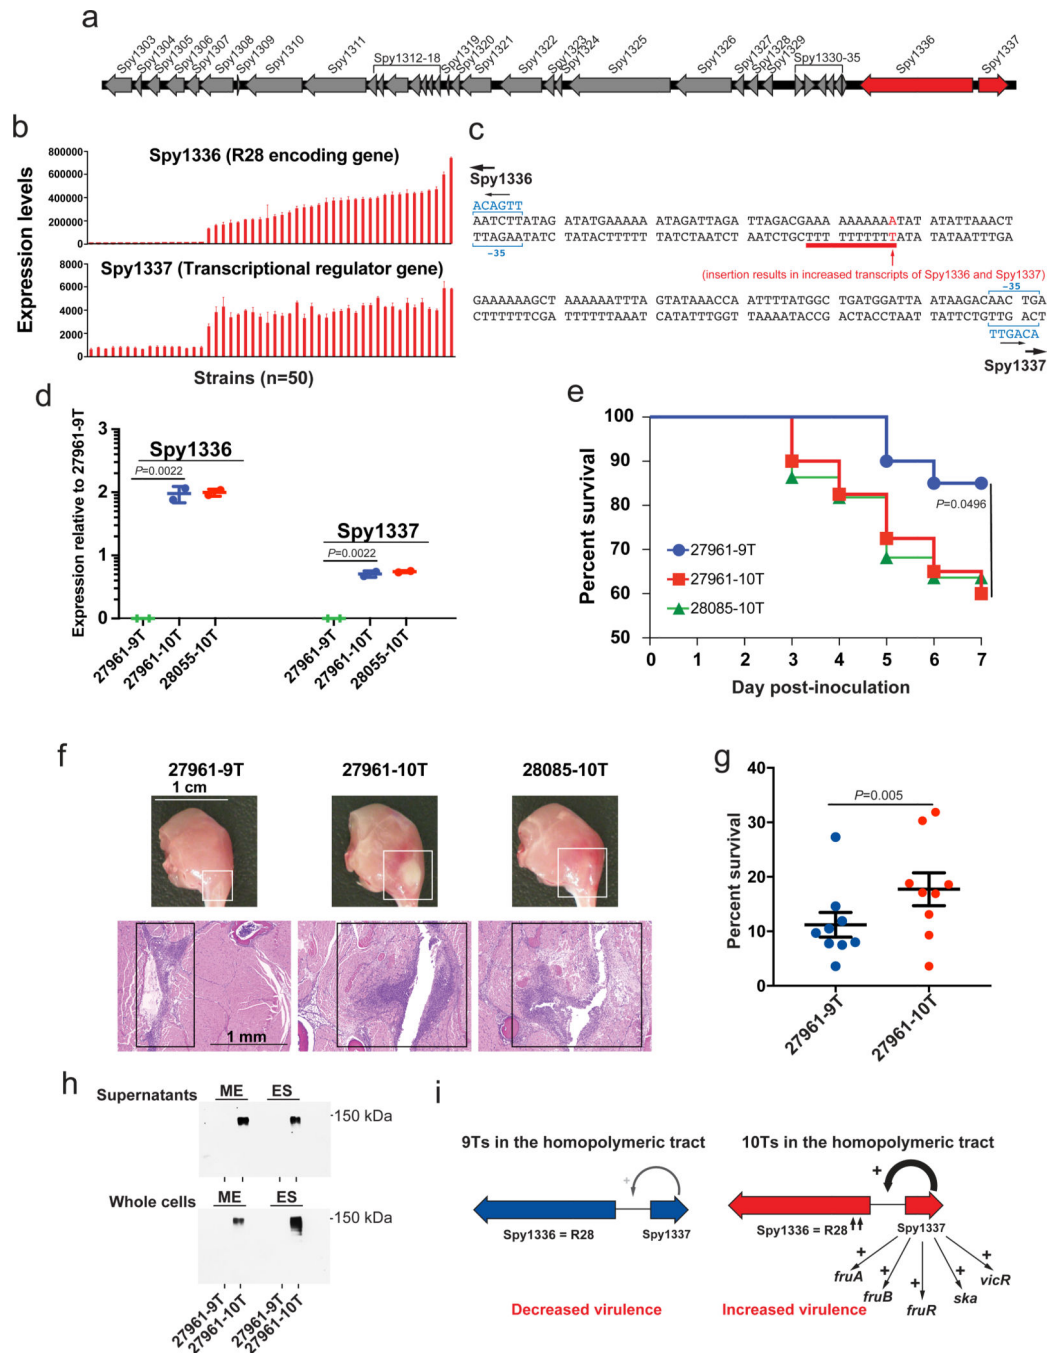 a
Spy1303
Spy1304
Spy1305
Spy1306
Spy1307
Spy1308
Spy1309
Spy1310
Spy1311
Spy1312-18
Spy1319
Spy1320
Spy1321
Spy1322
Spy1323
Spy1324
Spy1325
Spy1326
Spy1327
Spy1328
Spy1329
Spy1330-35
Spy1336
Spy1337
b
Expression levels
800000
600000
400000
200000
0
Spy1336 (R28 encoding gene)
8000
6000
4000
2000
0
Spy1337 (Transcriptional regulator gene)
Strains (n=50)
c
Spy1336
ACAGTT
AATCTTATAG ATATGAAAAA ATAGATTAGA TTAGACGAAA AAAAAAATAT ATATTAAACT
TTAGAATATC TATACTTTTT TATCTAATCT AATCTGCTTT TTTTTTTATA TATAATTTGA
-35
(insertion results in increased transcripts of Spy1336 and Spy1337)
-35
GAAAAAAGCT AAAAAATTTA GTATAAACCA ATTTTATGGC TGATGGATTA ATAAGACAAC TGA
CTTTTTTCGA TTTTTTAAAT CATATTTGGT TAAAATACCG ACTACCTAAT TATTCTGTTG ACT
TTGACA
Spy1337
d
Expression relative to 27961-9T
3
2
1
0
Spy1336
P=0.0022
Spy1337
P=0.0022
27961-9T
27961-10T
28055-10T
27961-9T
27961-10T
28055-10T
e
Percent survival
100
90
80
70
60
50
P=0.0496
27961-9T
27961-10T
28085-10T
0 1 2 3 4 5 6 7
Day post-inoculation
f
27961-9T
27961-10T
28085-10T
1 cm
1 mm
g
Percent survival
40
30
20
10
0
P=0.005
27961-9T
27961-10T
h
Supernatants
ME ES
-150 kDa
Whole cells
ME ES
-150 kDa
27961-9T
27961-10T
27961-9T
27961-10T
i
9Ts in the homopolymeric tract
+
Spy1336 = R28
Spy1337
Decreased virulence
10Ts in the homopolymeric tract
+
Spy1336 = R28
Spy1337
+ + + + +
fruA
fruB
fruR
ska
vicR
Increased virulence